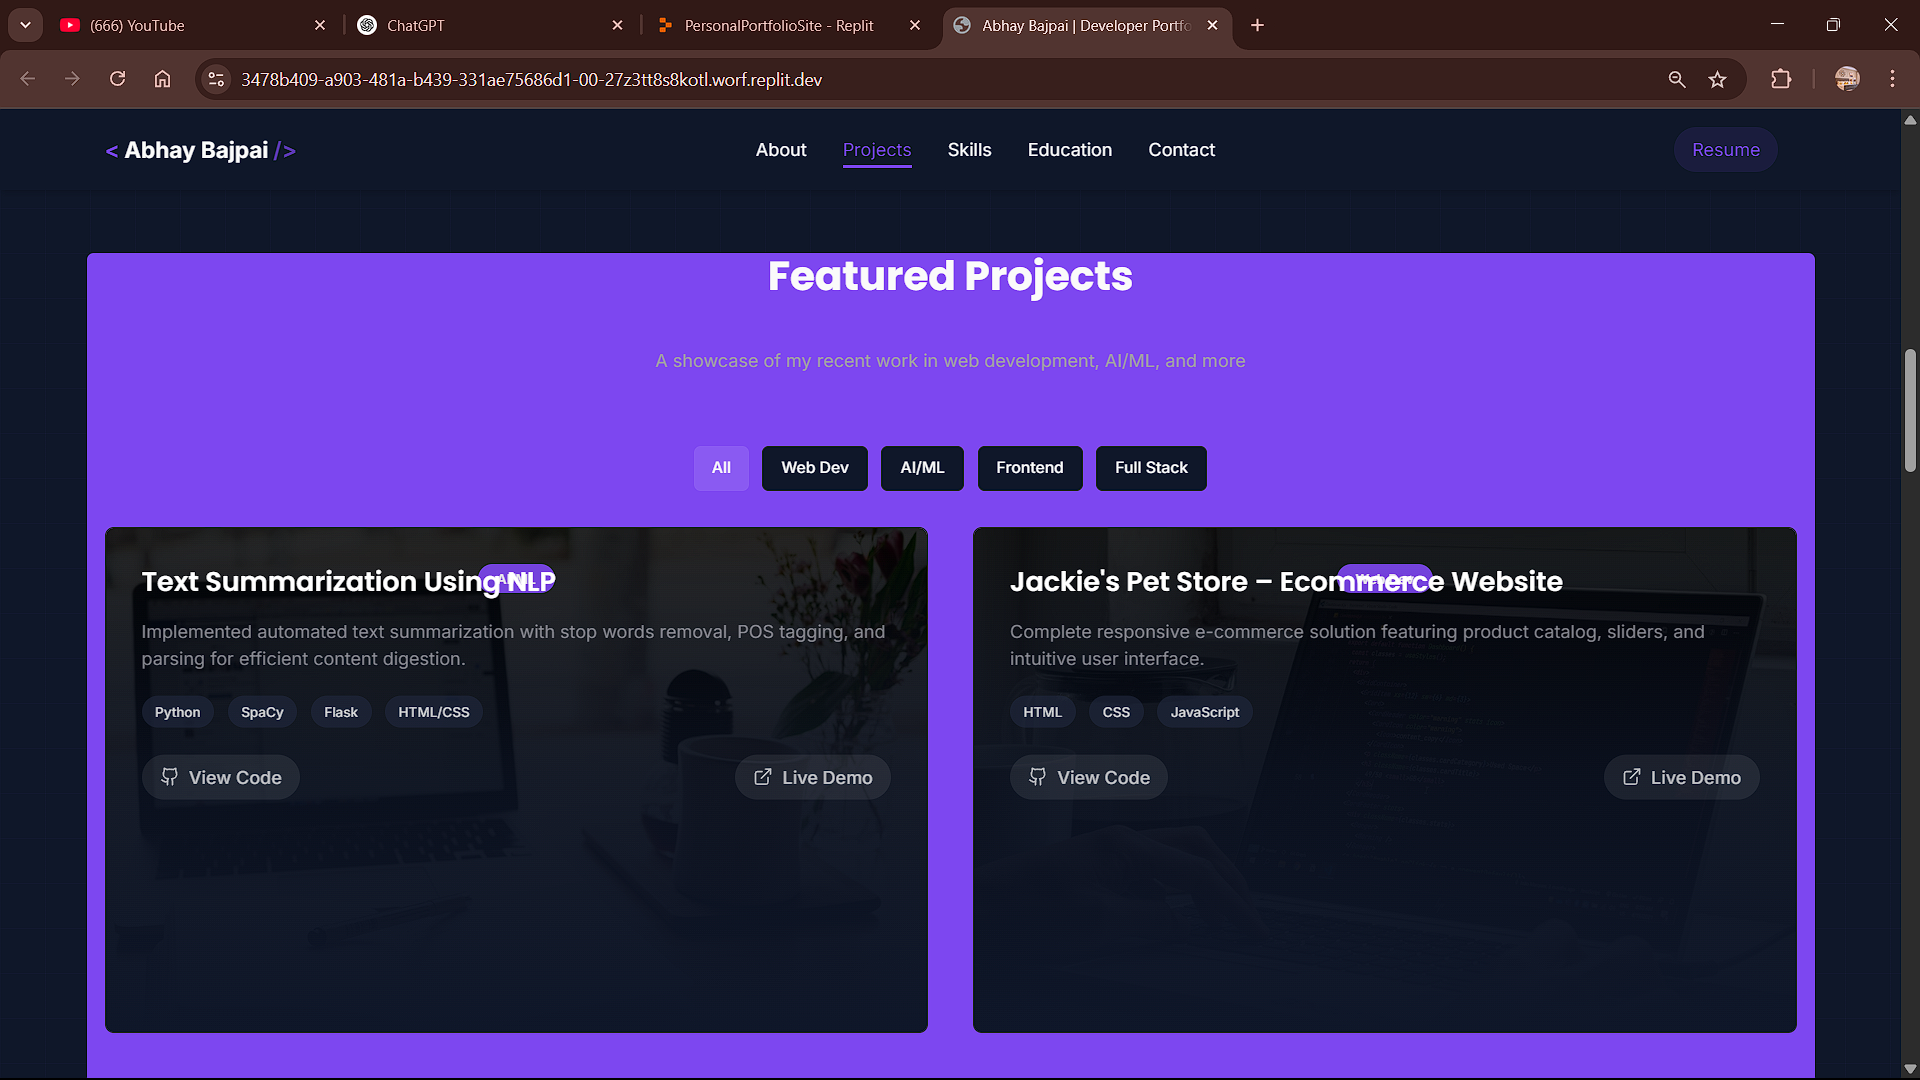 (666) YouTube
ChatGPT
PersonalPortfolioSite - Replit
Abhay Bajpai | Developer Portfo
3478b409-a903-481a-b439-331ae75686d1-00-27z3tt8s8kotl.worf.replit.dev
< Abhay Bajpai />
About
Projects
Skills
Education
Contact
Resume
Featured Projects
A showcase of my recent work in web development, AI/ML, and more
All
Web Dev
AI/ML
Frontend
Full Stack
Text Summarization Using NLP
Implemented automated text summarization with stop words removal, POS tagging, and
parsing for efficient content digestion.
Python
SpaCy
Flask
HTML/CSS
View Code
Live Demo
Jackie's Pet Store – Ecommerce Website
Complete responsive e-commerce solution featuring product catalog, sliders, and
intuitive user interface.
HTML
CSS
JavaScript
View Code
Live Demo